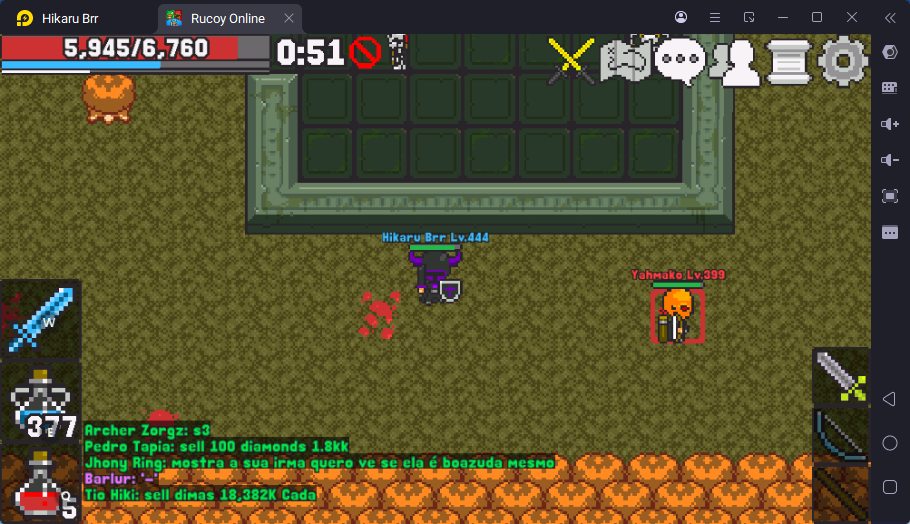 Hikaru Brr
Rucoy Online
5,945/6,760
0:51
Hikaru Brr Lv.444
Yahmako Lv.399
W
E
377
Q
5
Archer Zorgz: s3
Pedro Tapia: sell 100 diamonds 1.8kk
Jhony Ring: mostra a sua irma quero ve se ela é boazuda mesmo
Barlur: '-'
Tio Hiki: sell dimas 18,382K Cada